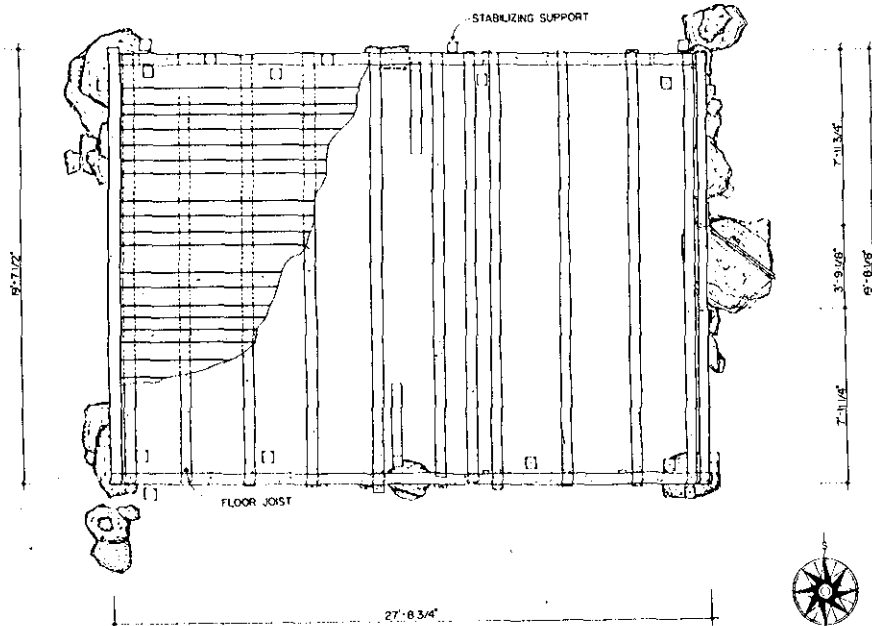 STABILIZING SUPPORT
19'-7 1/2"
7'-11 3/4"
3'-9 1/8"
19'-8 1/8"
7'-11 1/4"
FLOOR JOIST
S
27'-8 3/4"